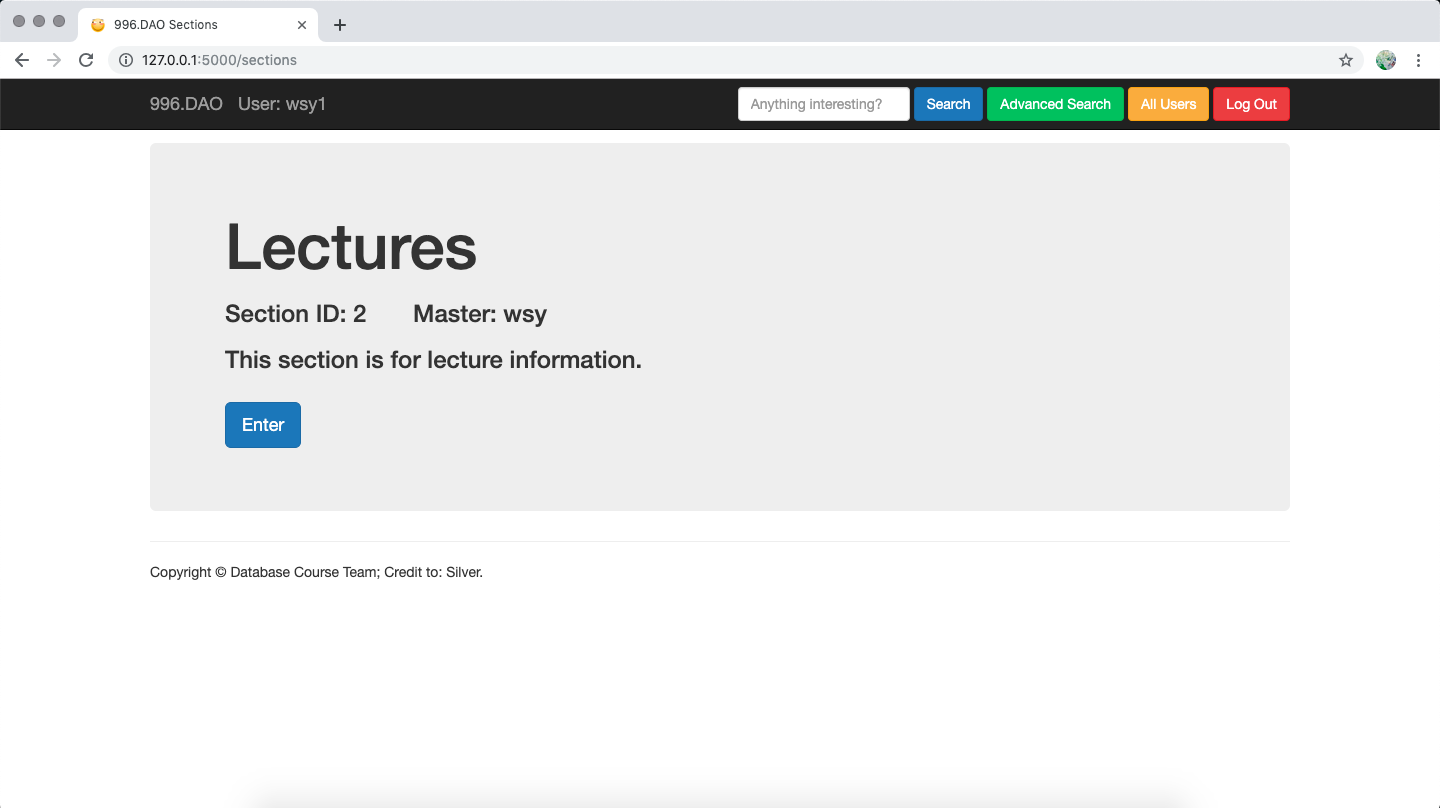 996.DAO Sections
127.0.0.1:5000/sections
996.DAO User: wsy1 Anything interesting? Search Advanced Search All Users Log Out
Lectures
Section ID: 2 Master: wsy
This section is for lecture information.
Enter
Copyright © Database Course Team; Credit to: Silver.